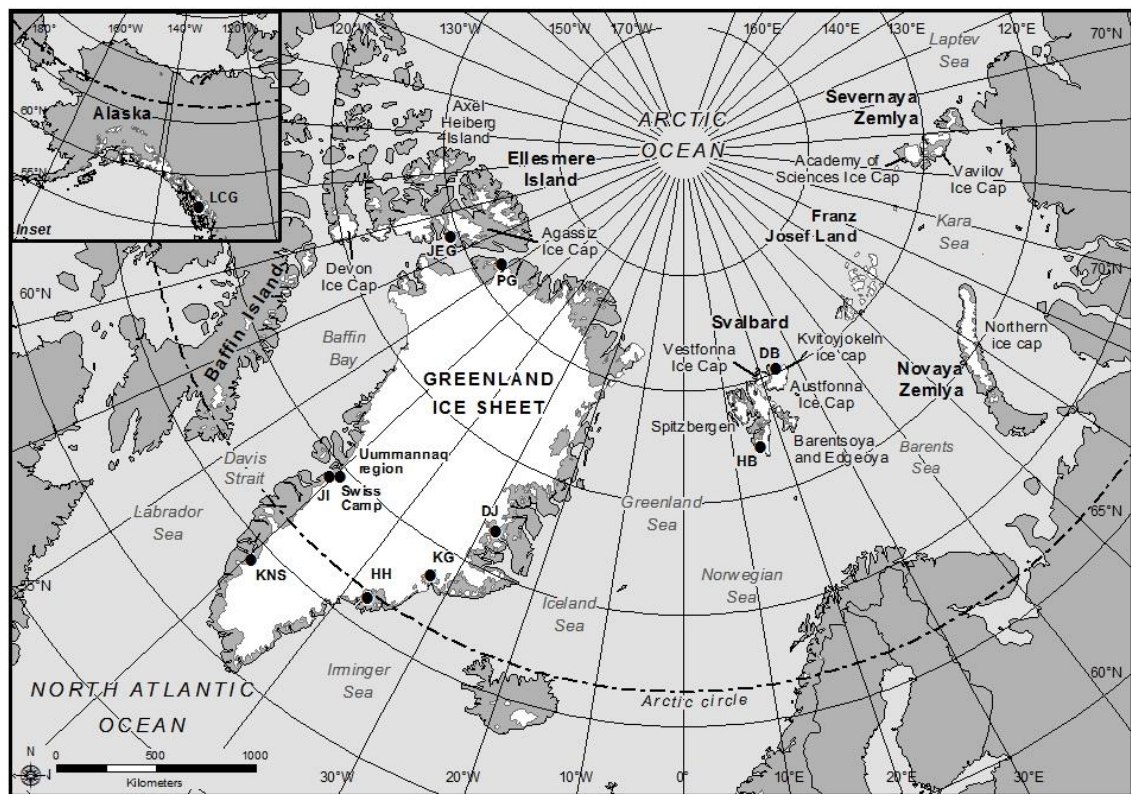 180°
160°W
140°W
120°W
60°N
55°N
Alaska
LCG
Inset
120°W
130°W
150°W
170°W
170°E
150°E
130°E
120°E
70°N
Laptev
Sea
Axel
Heiberg
Island
ARCTIC
OCEAN
Severnaya
Zemlya
Ellesmere
Island
Academy of
Sciences Ice Cap
Vavilov
Ice Cap
Franz
Josef Land
Kara
Sea
JEG
Agassiz
Ice Cap
PG
Devon
Ice Cap
60°N
70°N
Baffin Island
Baffin
Bay
Svalbard
Vestfonna
Ice Cap
DB
Kvitoyjokeln
ice cap
Northern
ice cap
GREENLAND
ICE SHEET
Austfonna
Ice Cap
Novaya
Zemlya
Spitzbergen
Barentsoya
and Edgeoya
HB
Barents
Sea
Uummannaq
region
Davis
Strait
JI
Swiss
Camp
Labrador
Sea
DJ
Greenland
Sea
65°N
KNS
KG
HH
55°N
Norwegian
Sea
Iceland
Sea
Irminger
Sea
60°N
NORTH ATLANTIC
OCEAN
Arctic circle
N
0
500
1000
Kilometers
30°W
20°W
10°W
0°
10°E
20°E
30°E